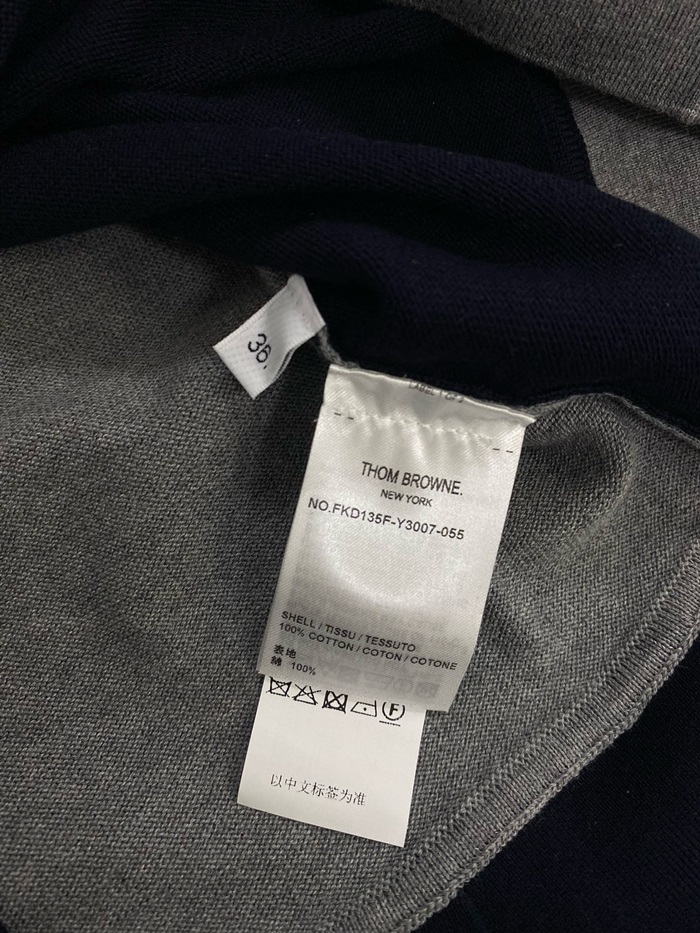 36.
THOM BROWNE.
NEW YORK
NO.FKD135F-Y3007-055
SHELL / TISSU / TESSUTO
100% COTTON / COTON / COTONE
表地
綿 100%
F
以中文标签为准